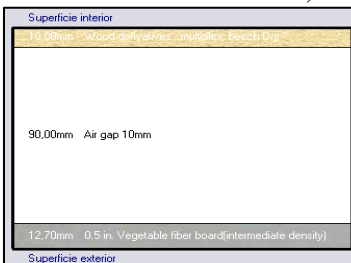 Superficie interior
10,00mm Wood derivatives - multiplex, beech Dry
90,00mm Air gap 10mm
12,70mm 0.5 in. Vegetable fiber board(intermediate density)
Superficie exterior